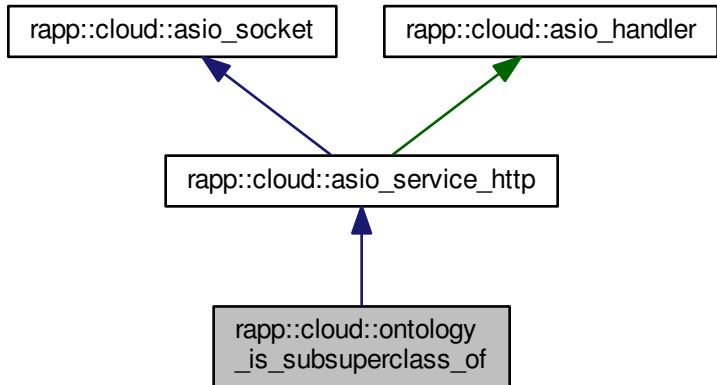 rapp::cloud::asio_socket
rapp::cloud::asio_handler
rapp::cloud::asio_service_http
rapp::cloud::ontology
_is_subsuperclass_of